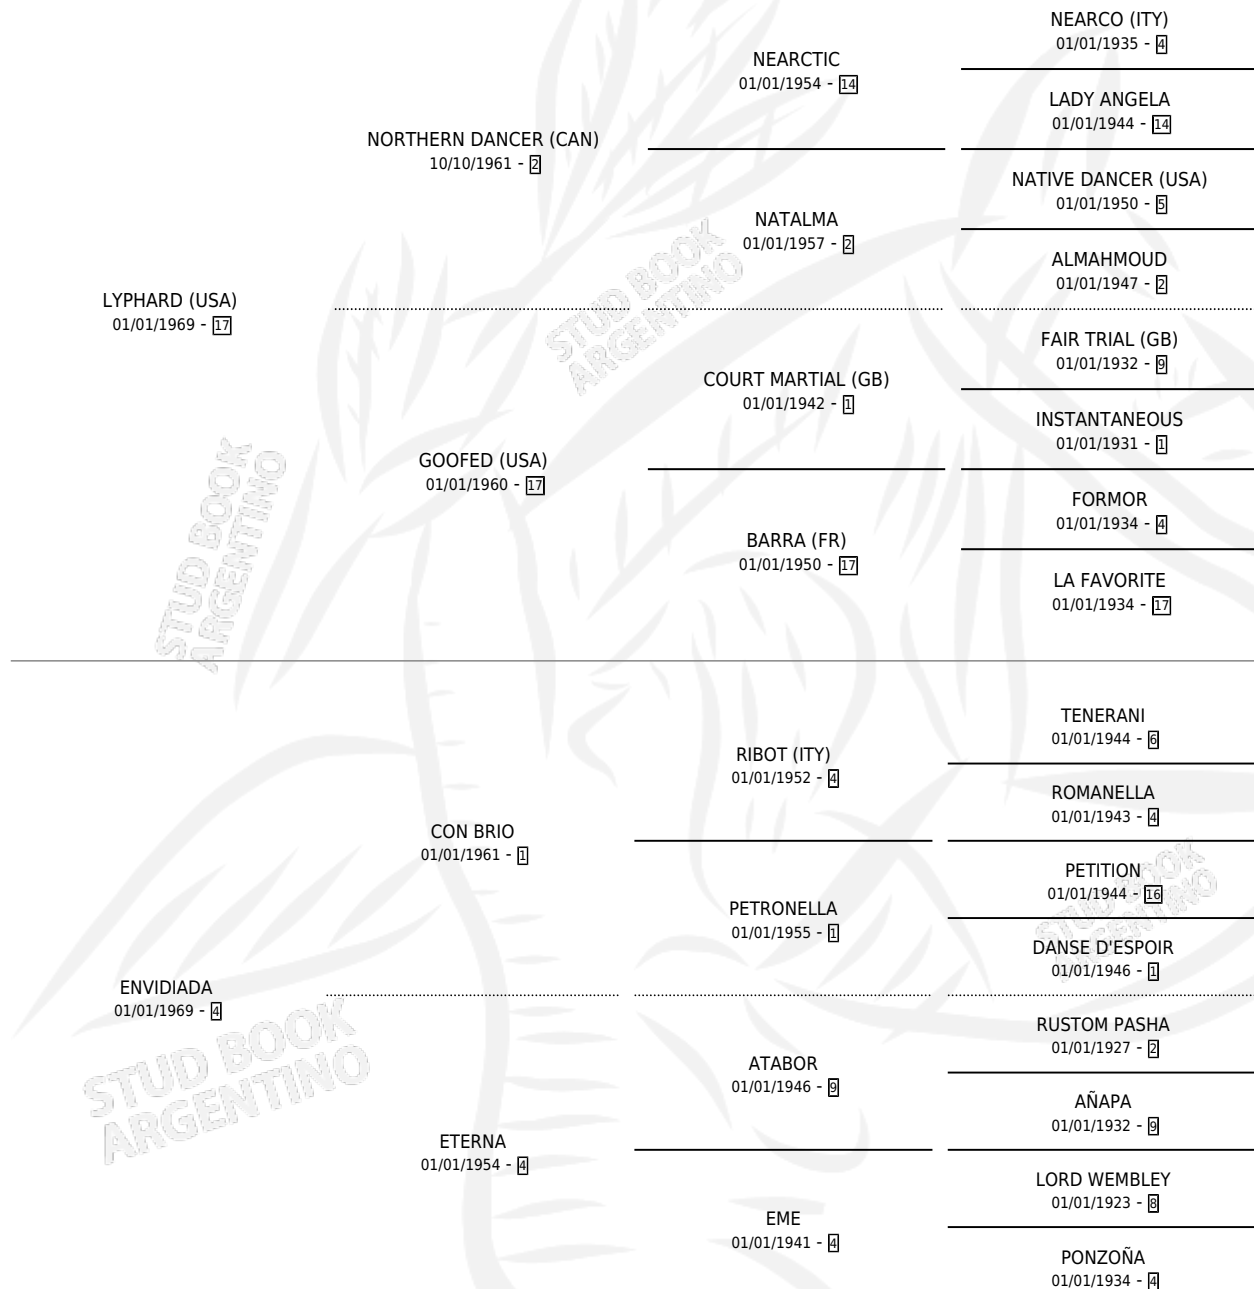 NEARCO (ITY)
01/01/1935 - 4
NEARCTIC
01/01/1954 - 14
LADY ANGELA
01/01/1944 - 14
NORTHERN DANCER (CAN)
10/10/1961 - 2
NATIVE DANCER (USA)
01/01/1950 - 5
NATALMA
01/01/1957 - 2
ALMAHMOUD
01/01/1947 - 2
LYPHARD (USA)
01/01/1969 - 17
STUD BOOK
ARGENTINO
FAIR TRIAL (GB)
01/01/1932 - 9
COURT MARTIAL (GB)
01/01/1942 - 1
INSTANTANEOUS
01/01/1931 - 1
GOOFED (USA)
01/01/1960 - 17
FORMOR
01/01/1934 - 4
BARRA (FR)
01/01/1950 - 17
LA FAVORITE
01/01/1934 - 17
STUD BOOK
ARGENTINO
TENERANI
01/01/1944 - 6
RIBOT (ITY)
01/01/1952 - 4
ROMANELLA
01/01/1943 - 4
CON BRIO
01/01/1961 - 1
PETITION
01/01/1944 - 16
PETRONELLA
01/01/1955 - 1
STUD BOOK
ARGENTINO
DANSE D'ESPOIR
01/01/1946 - 1
ENVIDIADA
01/01/1969 - 4
STUD BOOK
ARGENTINO
RUSTOM PASHA
01/01/1927 - 2
ATABOR
01/01/1946 - 9
AÑAPA
01/01/1932 - 9
ETERNA
01/01/1954 - 4
LORD WEMBLEY
01/01/1923 - 8
EME
01/01/1941 - 4
PONZOÑA
01/01/1934 - 4